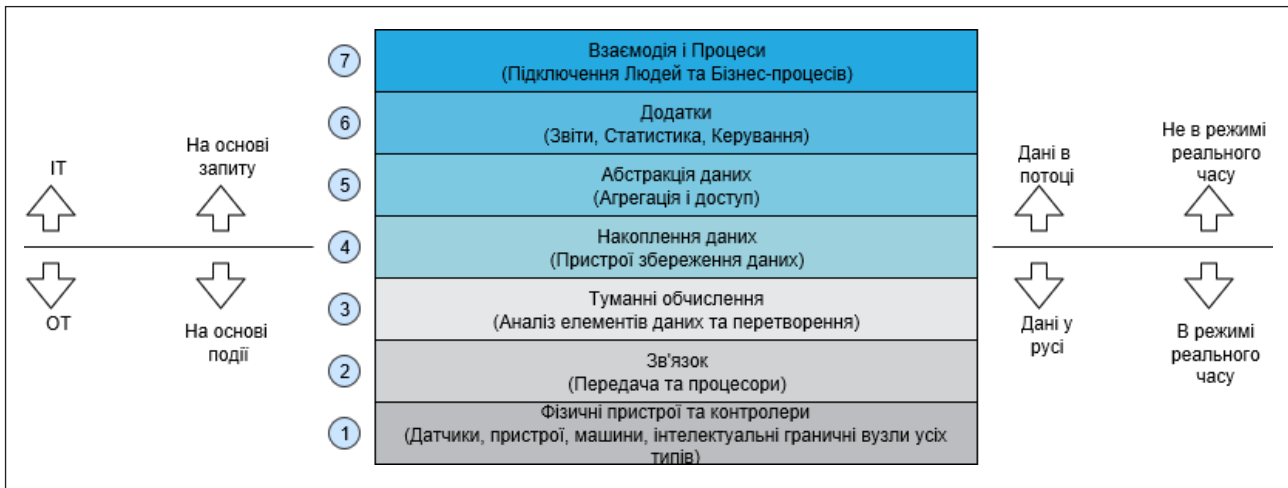 7
Взаємодія і Процеси
(Підключення Людей та Бізнес-процесів)
6
Додатки
(Звіти, Статистика, Керування)
5
Абстракція даних
(Агрегація і доступ)
4
Накоплення даних
(Пристрої збереження даних)
3
Туманні обчислення
(Аналіз елементів даних та перетворення)
2
Зв'язок
(Передача та процесори)
1
Фізичні пристрої та контролери
(Датчики, пристрої, машини, інтелектуальні граничні вузли усіх
типів)
ІТ
На основі
запиту
ОТ
На основі
події
Дані в
потоці
Не в режимі
реального
часу
Дані у
русі
В режимі
реального
часу